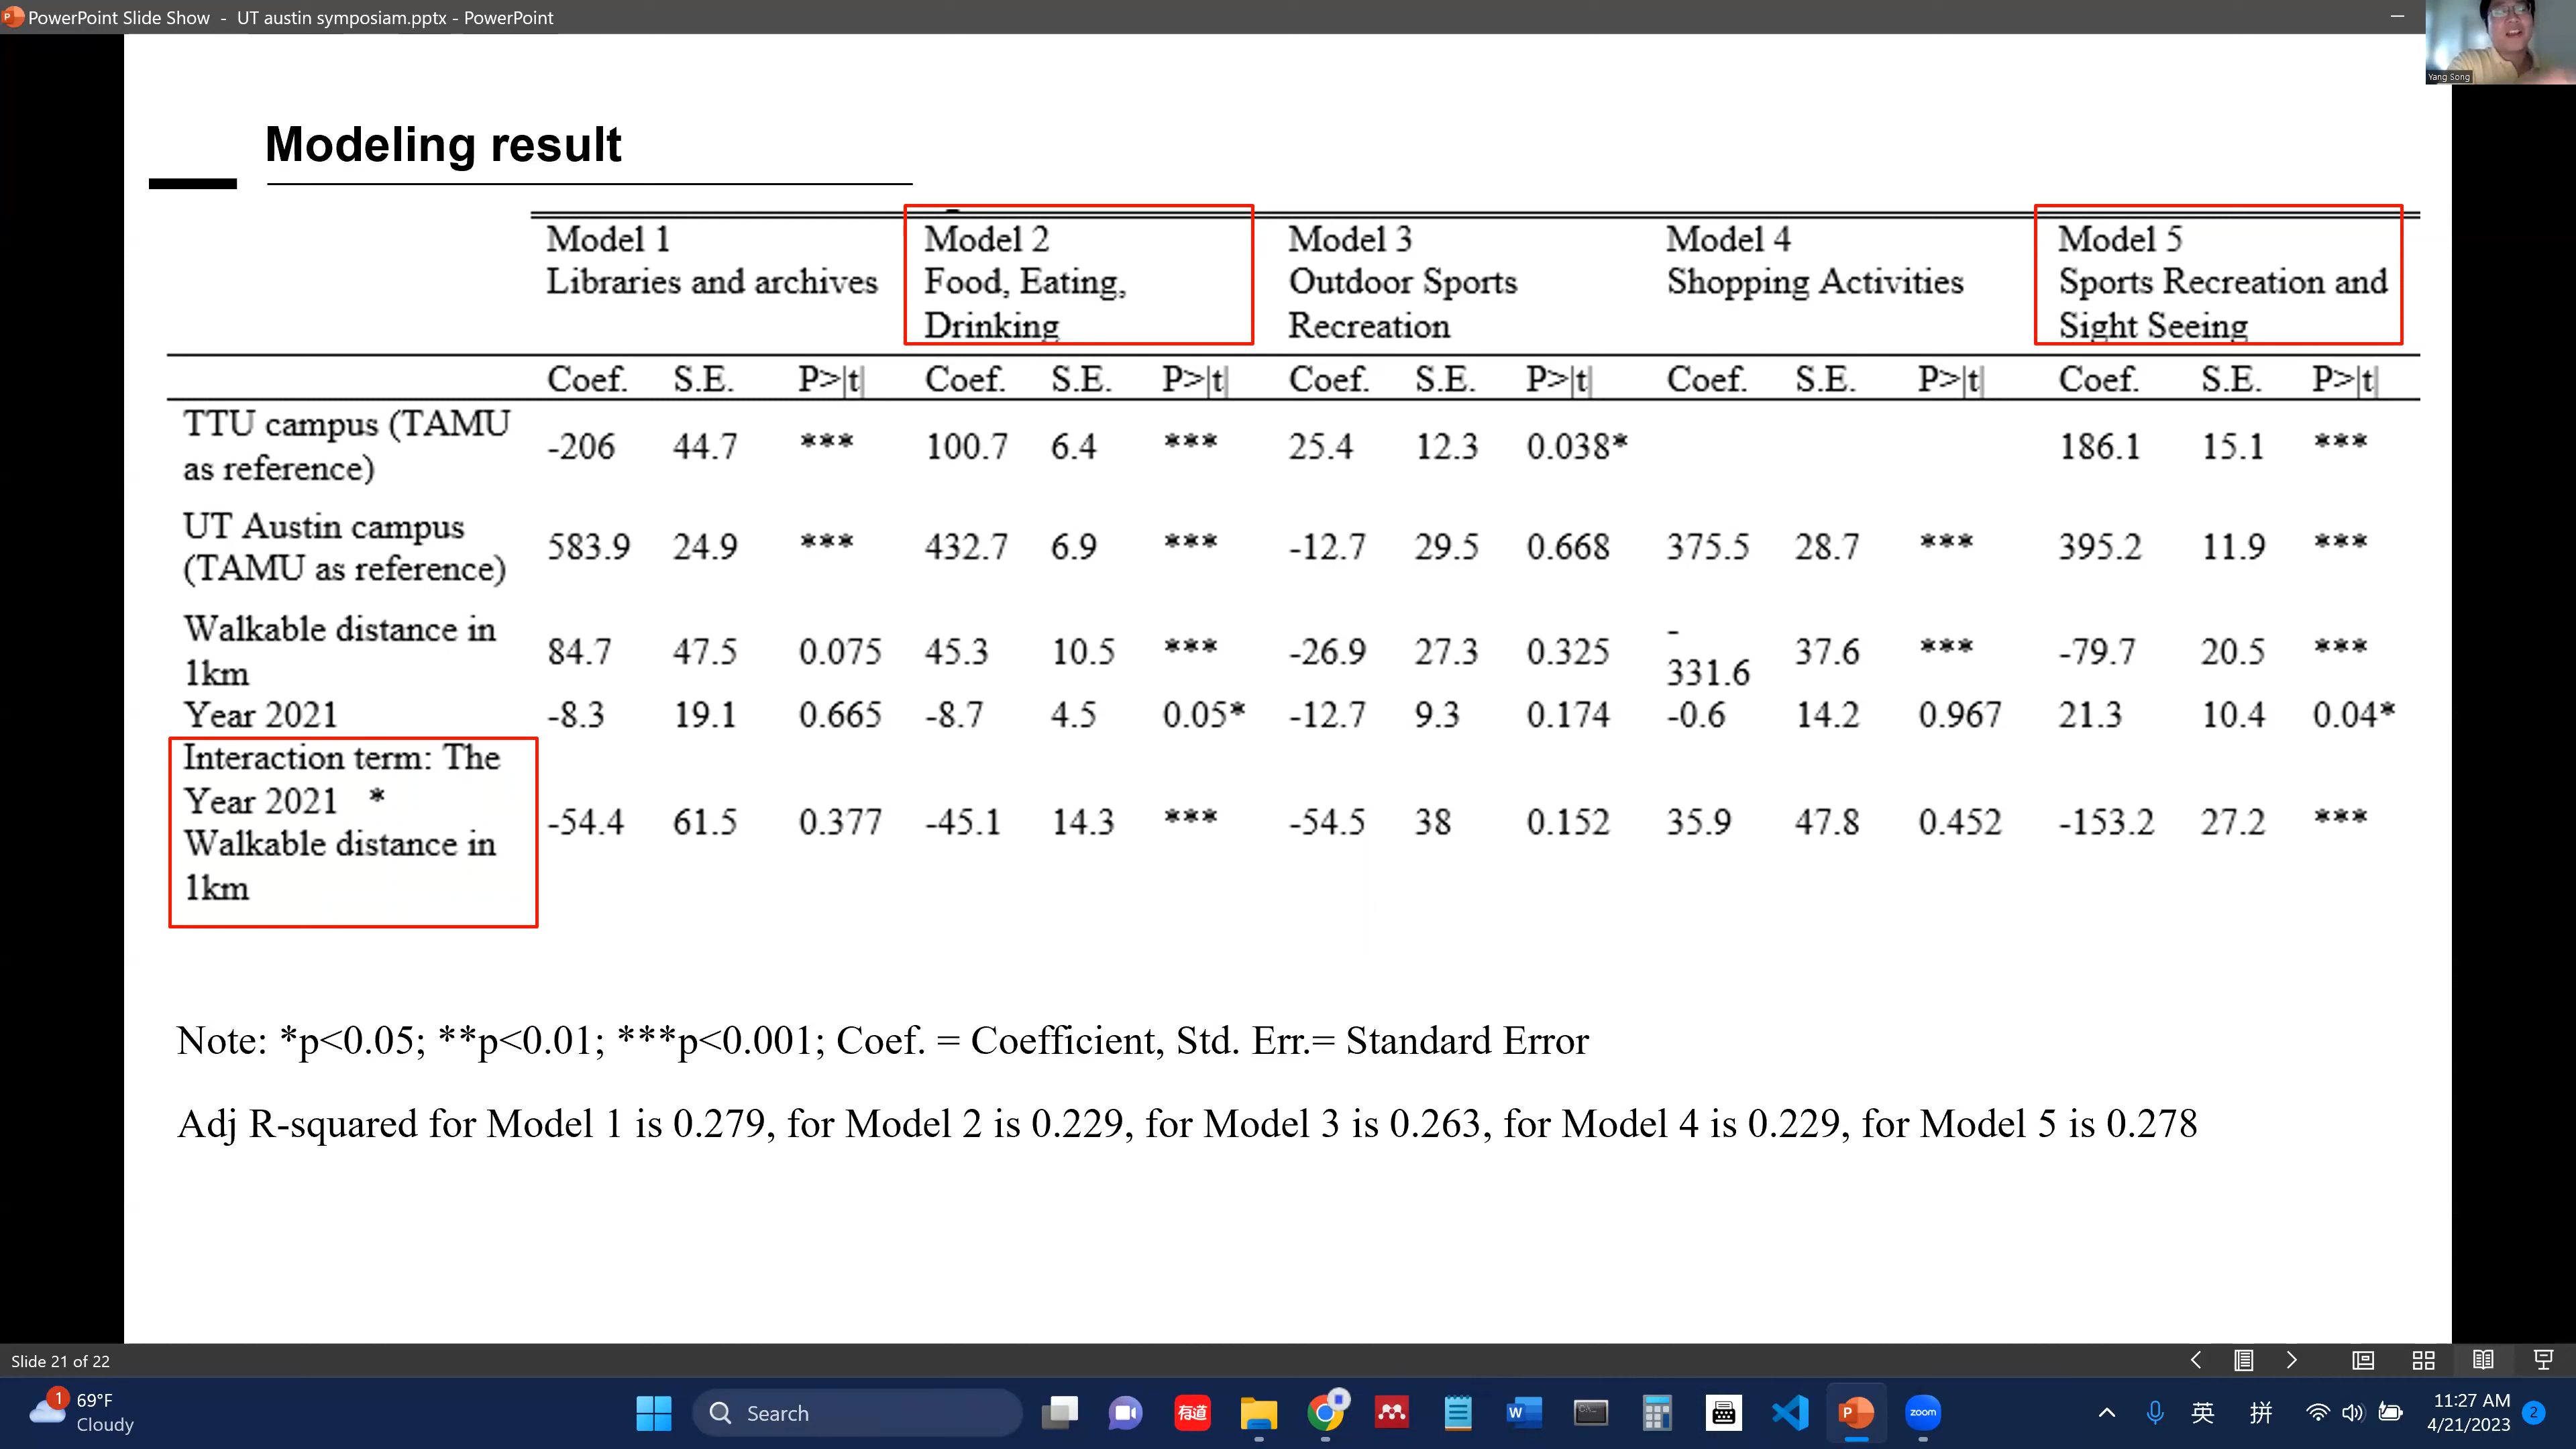 PowerPoint Slide Show - UT austin symposiam.pptx - PowerPoint
Yang Song
Modeling result
Model 1 Model 2 Model 3 Model 4 Model 5
Libraries and archives Food, Eating, Outdoor Sports Shopping Activities Sports Recreation and
Drinking Recreation Sight Seeing
Coef. S.E. P>|t| Coef. S.E. P>|t| Coef. S.E. P>|t| Coef. S.E. P>|t| Coef. S.E. P>|t|
TTU campus (TAMU
as reference) -206 44.7 *** 100.7 6.4 *** 25.4 12.3 0.038* 186.1 15.1 ***
UT Austin campus
(TAMU as reference) 583.9 24.9 *** 432.7 6.9 *** -12.7 29.5 0.668 375.5 28.7 *** 395.2 11.9 ***
Walkable distance in
1km 84.7 47.5 0.075 45.3 10.5 *** -26.9 27.3 0.325 -331.6 37.6 *** -79.7 20.5 ***
Year 2021 -8.3 19.1 0.665 -8.7 4.5 0.05* -12.7 9.3 0.174 -0.6 14.2 0.967 21.3 10.4 0.04*
Interaction term: The
Year 2021 * -54.4 61.5 0.377 -45.1 14.3 *** -54.5 38 0.152 35.9 47.8 0.452 -153.2 27.2 ***
Walkable distance in
1km
Note: *p<0.05; **p<0.01; ***p<0.001; Coef. = Coefficient, Std. Err.= Standard Error
Adj R-squared for Model 1 is 0.279, for Model 2 is 0.229, for Model 3 is 0.263, for Model 4 is 0.229, for Model 5 is 0.278
Slide 21 of 22
1 69°F
Cloudy
Search
有道
W
P
zoom
英
拼
11:27 AM
4/21/2023
2